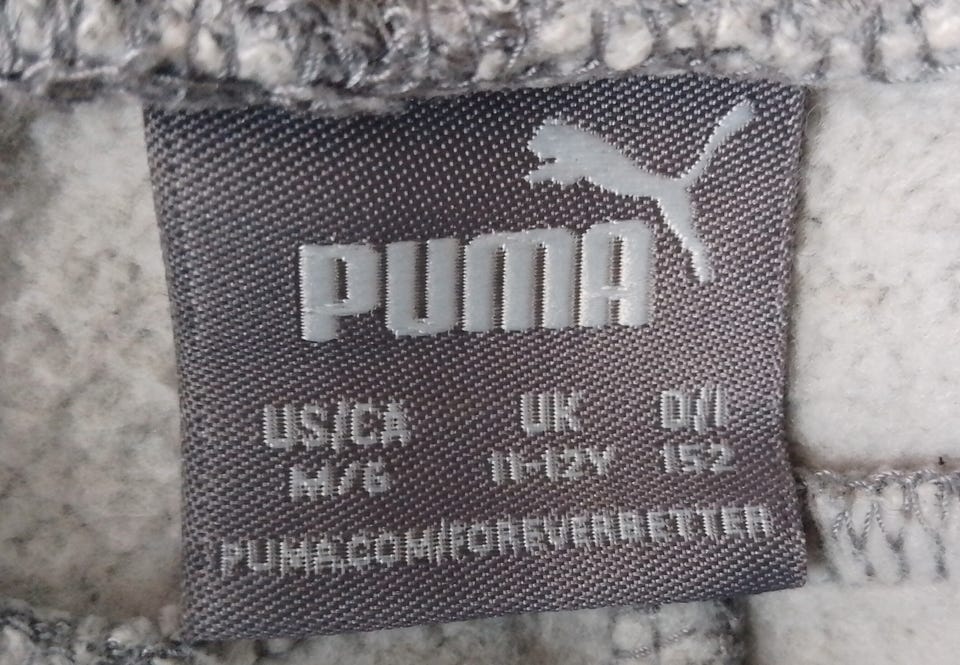 PUMA
US/CA UK D/I
M/G 11-12Y 152
PUMA.COM/FOREVERBETTER